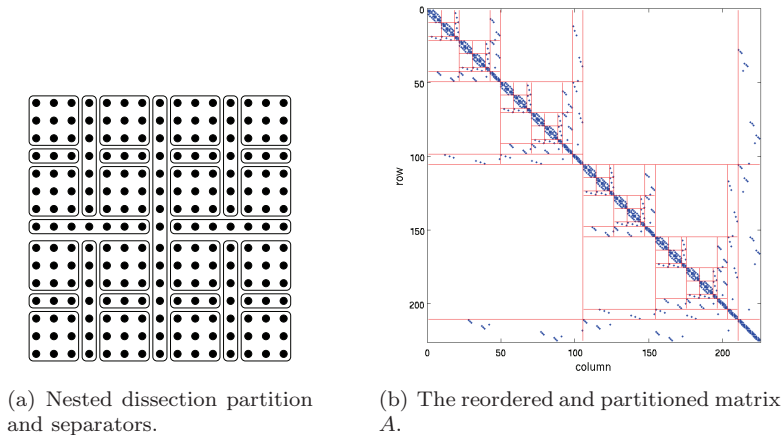 0
50
100
150
200
row
0
50
100
150
200
column
(a) Nested dissection partition
and separators.
(b) The reordered and partitioned matrix
A.